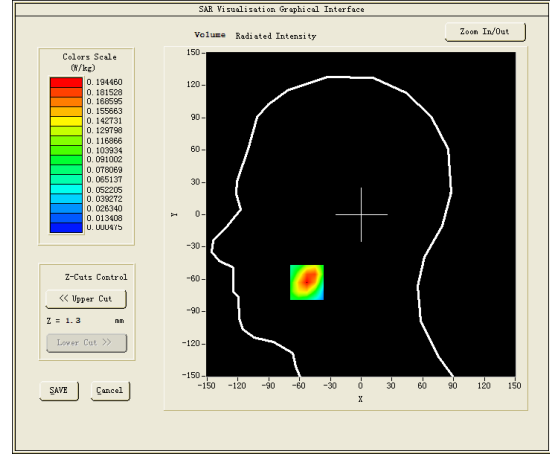 SAR Visualisation Graphical Interface
Volume Radiated Intensity
Zoom In/Out
Colors Scale
(W/kg)
0.194460
0.181528
0.168595
0.155663
0.142731
0.129798
0.116866
0.103934
0.091002
0.078069
0.065137
0.052205
0.039272
0.026340
0.013408
0.000475
Z-Cuts Control
<< Upper Cut
Z = 1.3 mm
Lower Cut >>
SAVE
Cancel
150
120
90
60
30
0
-30
-60
-90
-120
-150
Y
-150 -120 -90 -60 -30 0 30 60 90 120 150
X